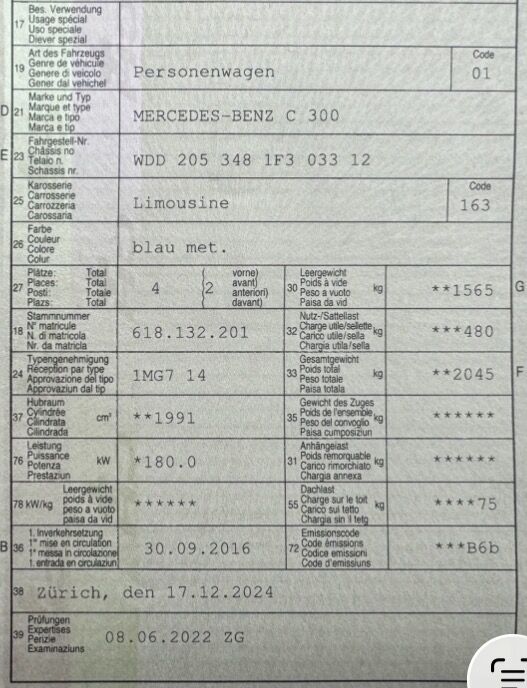 17 Bes. Verwendung
Usage spécial
Uso speciale
Diever spezial
19 Art des Fahrzeugs
Genre de véhicule
Genere di veicolo
Gener dal vehichel
Personenwagen
Code
01
D 21 Marke und Typ
Marque et type
Marca e tipo
Marca e tip
MERCEDES-BENZ C 300
E 23 Fahrgestell-Nr.
Châssis no
Telaio n.
Schassis nr.
WDD 205 348 1F3 033 12
25 Karosserie
Carrosserie
Carrozzeria
Carossaria
Limousine
Code
163
26 Farbe
Couleur
Colore
Colur
blau met.
27 Plätze: Total
Places: Total
Posti: Totale
Plazs: Total
4 ( 2 vorne)
avant)
anteriori)
davant)
30 Leergewicht
Poids à vide
Peso a vuoto
Paisa da vid
kg
**1565
G
18 Stammnummer
N° matricule
N. di matricola
Nr. da matricla
618.132.201
32 Nutz-/Sattellast
Charge utile/sellette
Carico utile/sella
Chargia utila/sella
kg
***480
24 Typengenehmigung
Réception par type
Approvazione del tipo
Approvaziun dal tip
1MG7 14
33 Gesamtgewicht
Poids total
Peso totale
Paisa totala
kg
**2045
F
37 Hubraum
Cylindrée
Cilindrata
Cilindrada
cm³
**1991
35 Gewicht des Zuges
Poids de l'ensemble
Peso del convoglio
Paisa cumposiziun
kg
******
76 Leistung
Puissance
Potenza
Prestaziun
kW
*180.0
31 Anhängelast
Poids remorquable
Carico rimorchiato
Chargia annexa
kg
******
78 kW/kg Leergewicht
poids à vide
peso a vuoto
paisa da vid
******
55 Dachlast
Charge sur le toit
Carico sul tetto
Chargia sin il tetg
kg
****75
B 36 1. Inverkehrsetzung
1re mise en circulation
1a messa in circolazione
1. entrada en circulaziun
30.09.2016
72 Emissionscode
Code émissions
Codice emissioni
Code d'emissiuns
***B6b
38 Zürich, den 17.12.2024
39 Prüfungen
Expertises
Perizie
Examinaziuns
08.06.2022 ZG